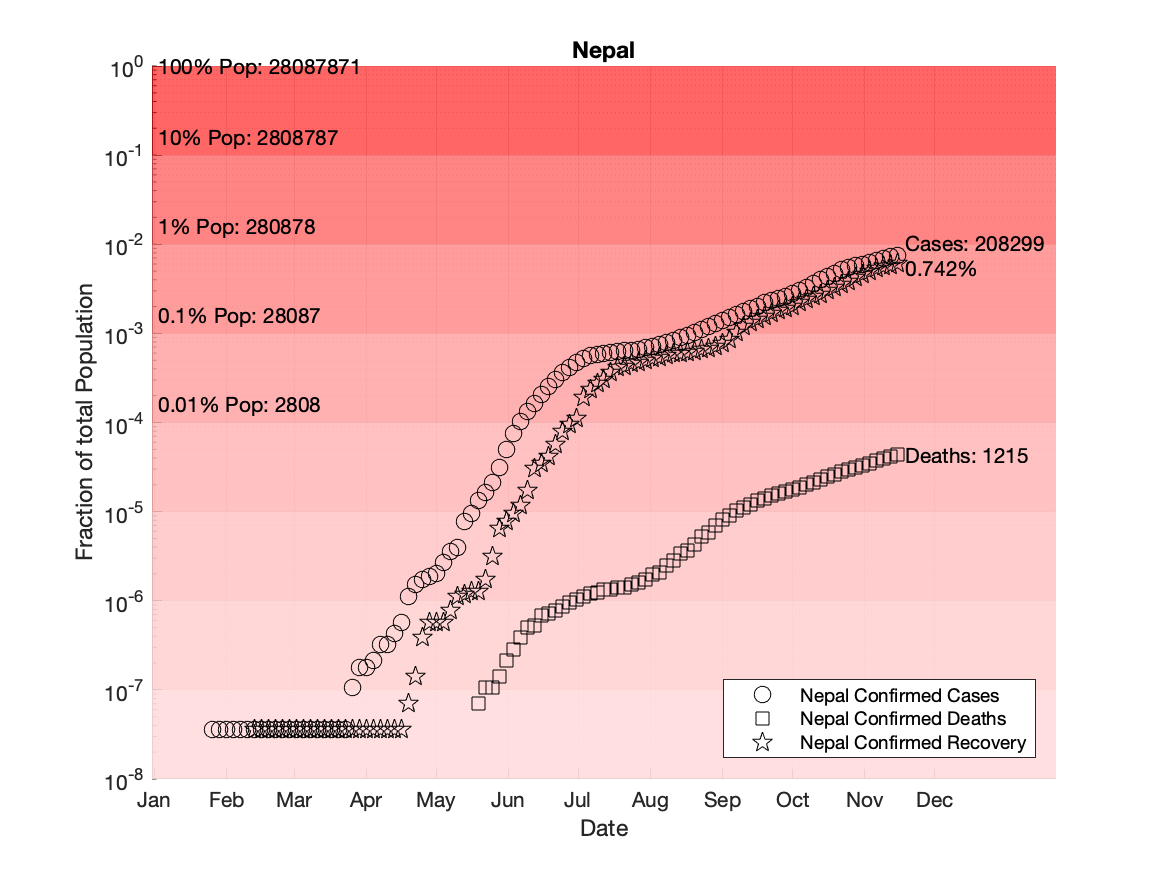 Nepal
10^0
100% Pop: 28087871
10% Pop: 2808787
10^-1
1% Pop: 280878
10^-2
Cases: 208299
0.742%
0.1% Pop: 28087
10^-3
0.01% Pop: 2808
10^-4
Deaths: 1215
10^-5
10^-6
10^-7
10^-8
Fraction of total Population
Nepal Confirmed Cases
Nepal Confirmed Deaths
Nepal Confirmed Recovery
Jan Feb Mar Apr May Jun Jul Aug Sep Oct Nov Dec
Date